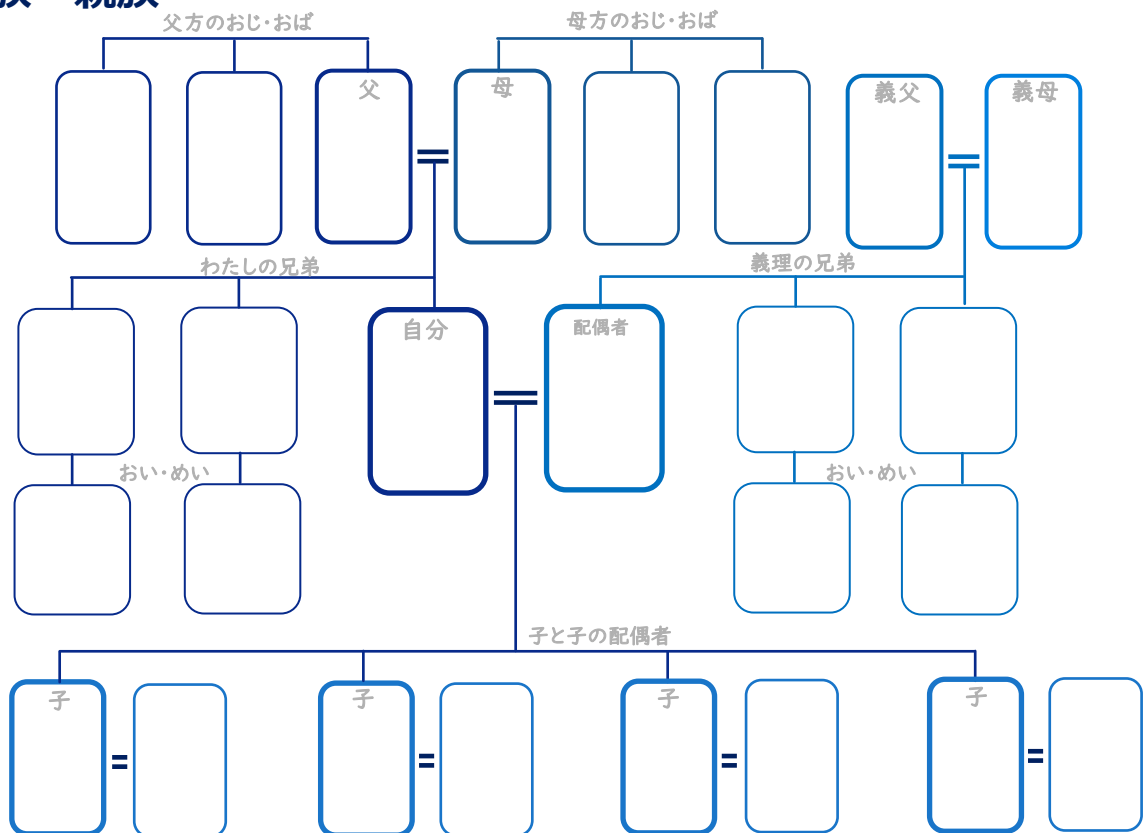 父方のおじ・おば
母方のおじ・おば
父
母
義父
義母
わたしの兄弟
義理の兄弟
自分
配偶者
おい・めい
おい・めい
子と子の配偶者
子
子
子
子